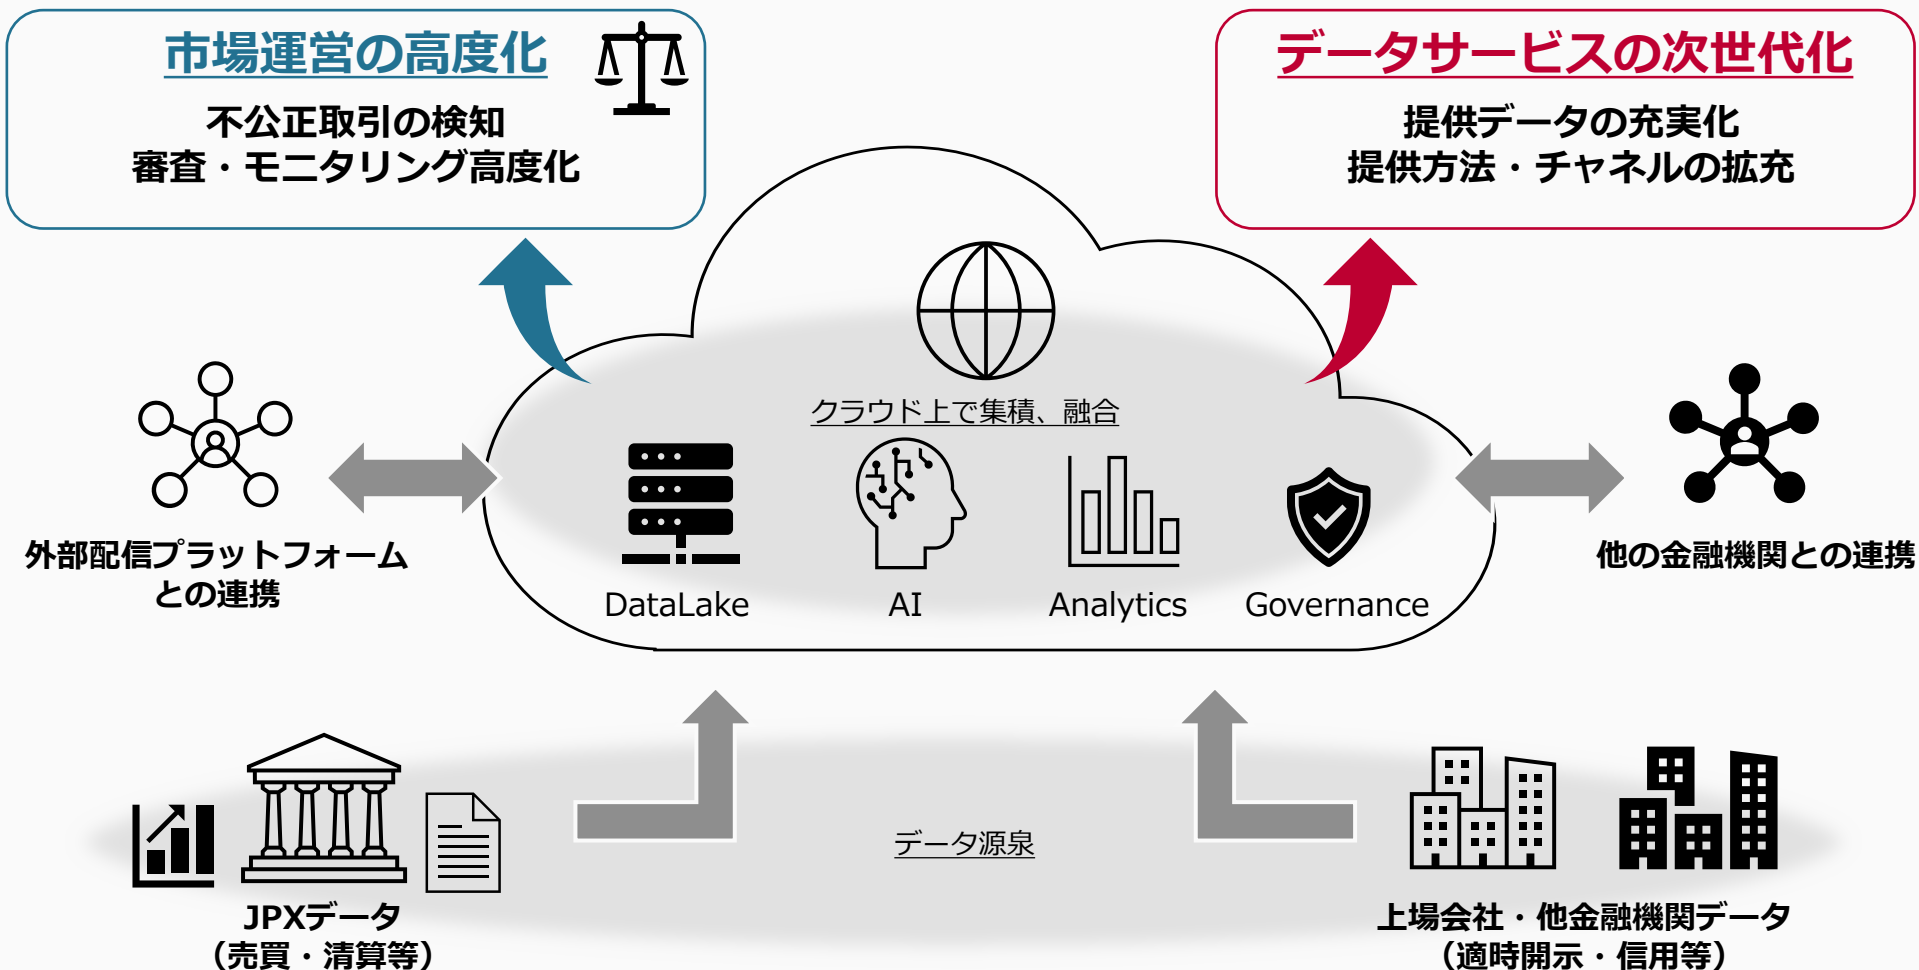 市場運営の高度化
不公正取引の検知
審査・モニタリング高度化
データサービスの次世代化
提供データの充実化
提供方法・チャネルの拡充
クラウド上で集積、融合
DataLake
AI
Analytics
Governance
外部配信プラットフォーム
との連携
他の金融機関との連携
データ源泉
JPXデータ
（売買・清算等）
上場会社・他金融機関データ
（適時開示・信用等）